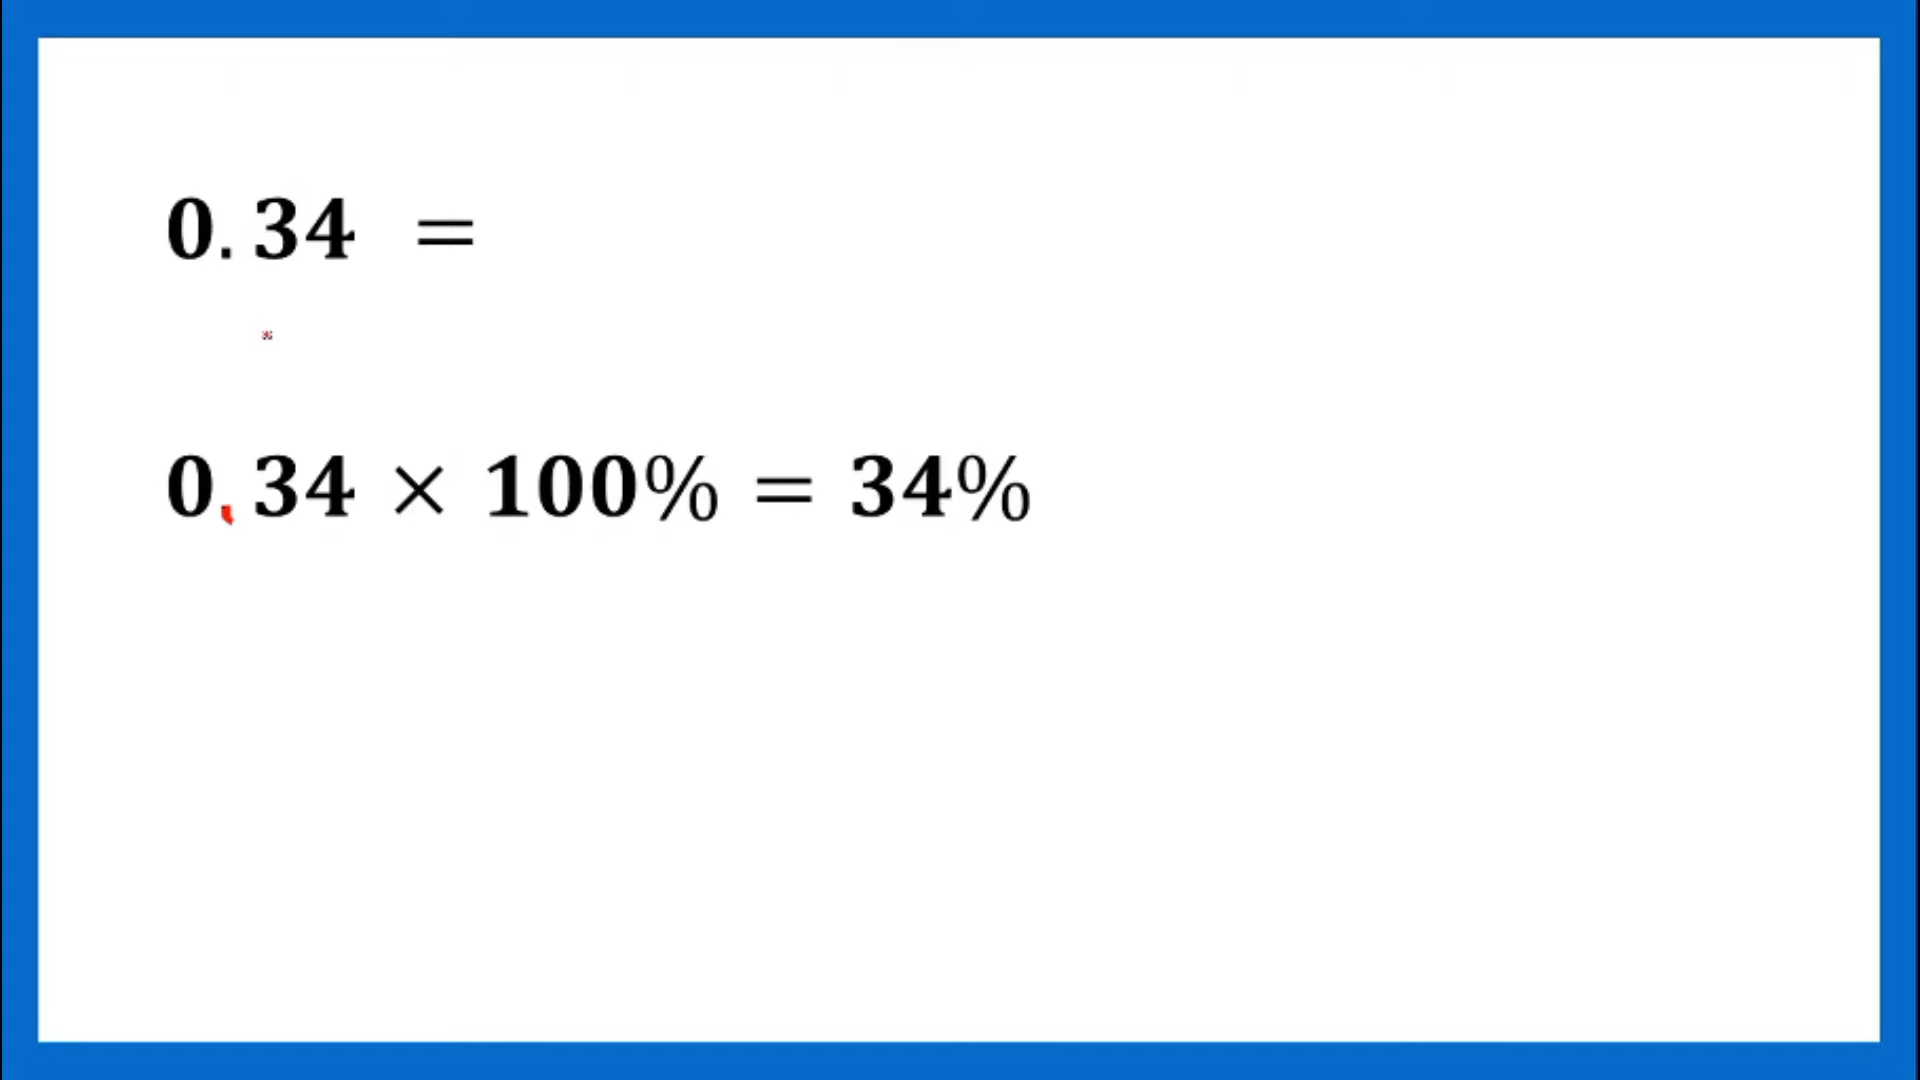 0.34 =
0.34 × 100% = 34%